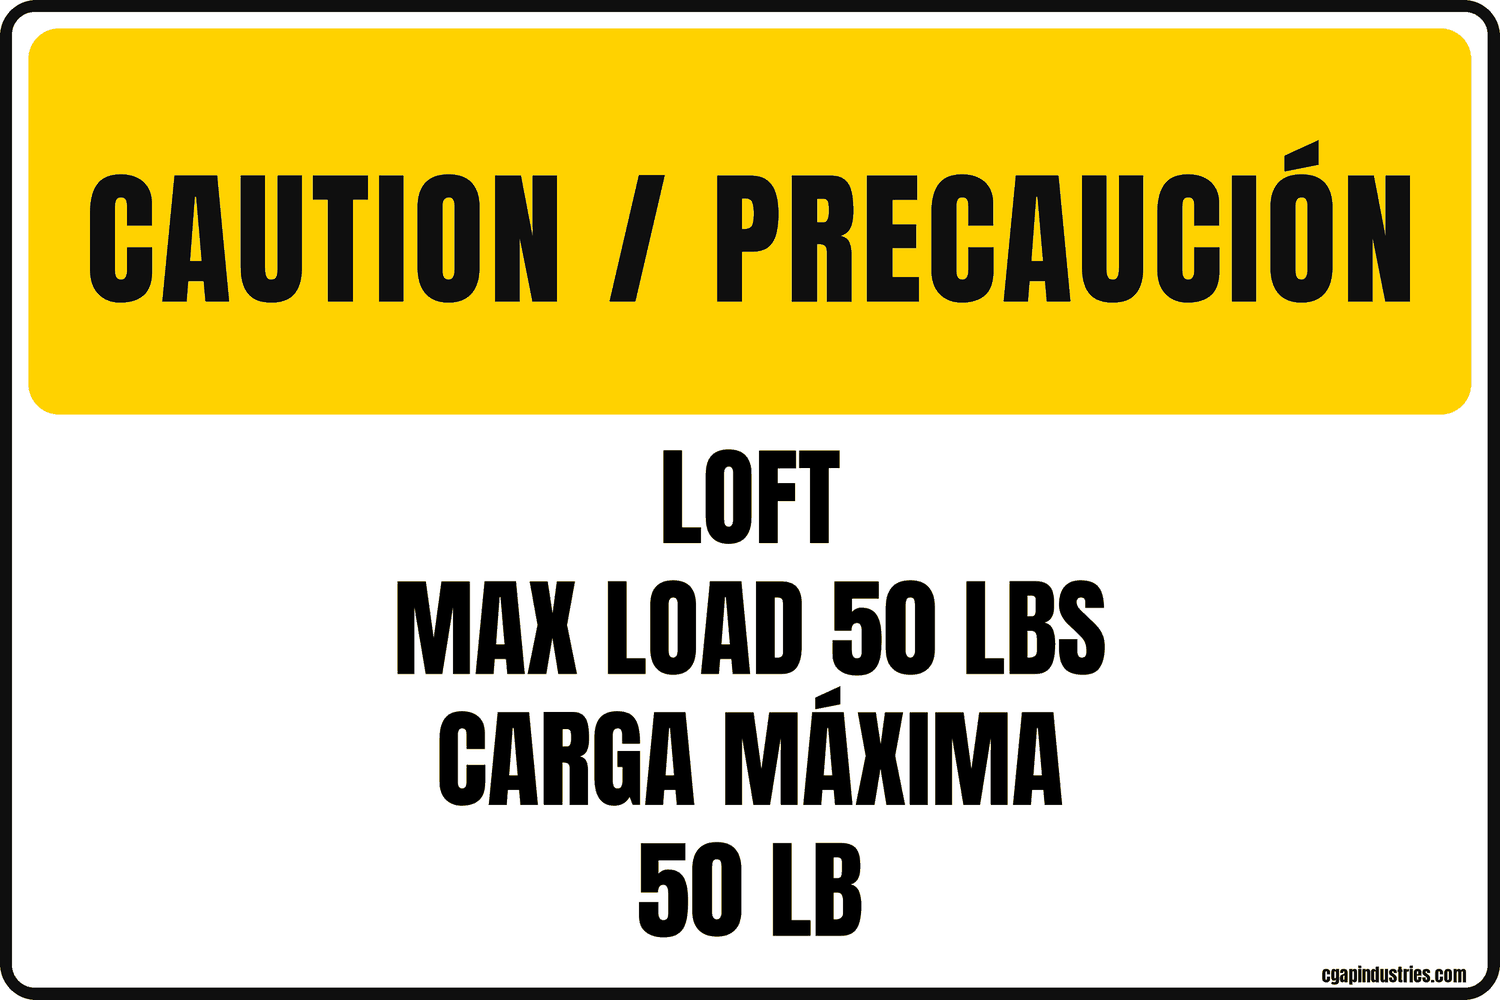 CAUTION / PRECAUCIÓN
LOFT
MAX LOAD 50 LBS
CARGA MÁXIMA
50 LB
cgapindustries.com